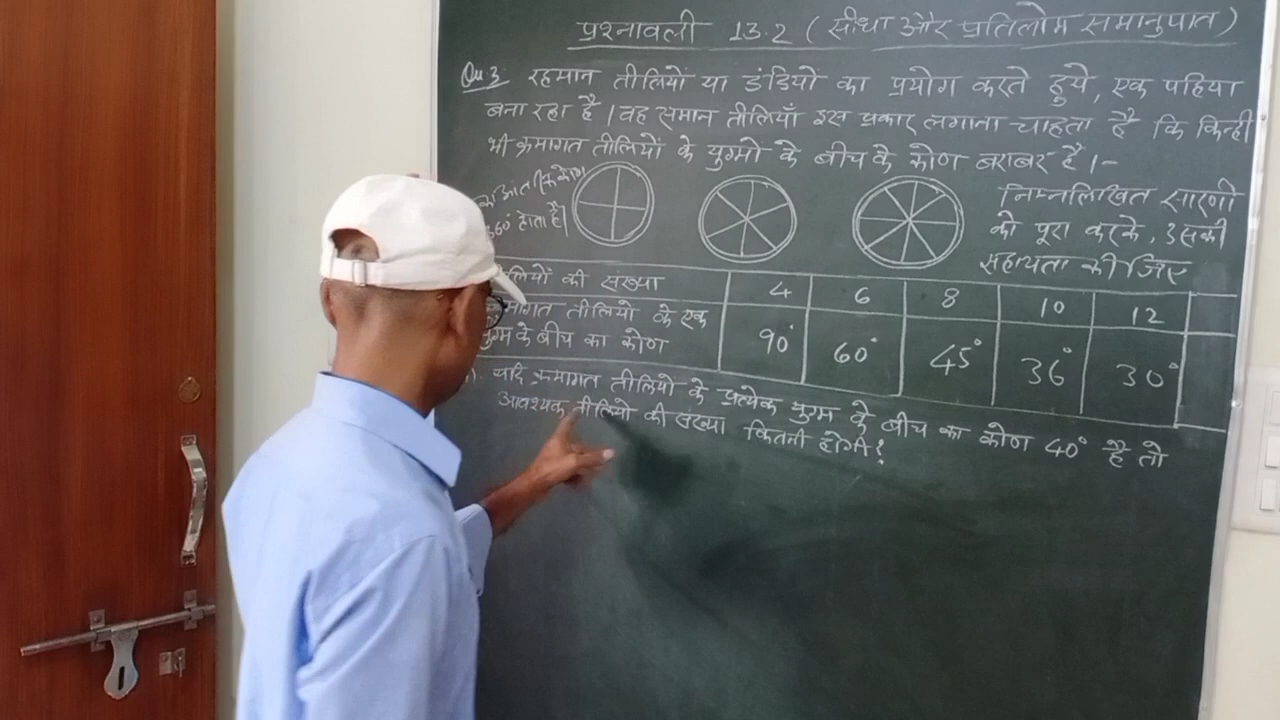 प्रश्नावली 13.2 (सीधा और प्रतिलोम समानुपात)
Qu 3 रहमान तीलियों या डंडियो का प्रयोग करते हुये, एक पहिया
बना रहा है। वह समान तीलियाँ इस प्रकार लगाना चाहता है कि किन्ही
भी क्रमागत तीलियों के युग्मो के बीच के कोण बराबर है।-
का आंतरिक कोण
360° होता है।
निम्नलिखित सारणी
को पूरा करके, उसकी
सहायता कीजिए
तीलियों की संख्या 4 6 8 10 12
क्रमागत तीलियो के एक
युग्म के बीच का कोण 90° 60° 45° 36° 30°
यदि क्रमागत तीलियो के प्रत्येक युग्म के बीच का कोण 40° है तो
आवश्यक तीलियो की संख्या कितनी होगी?